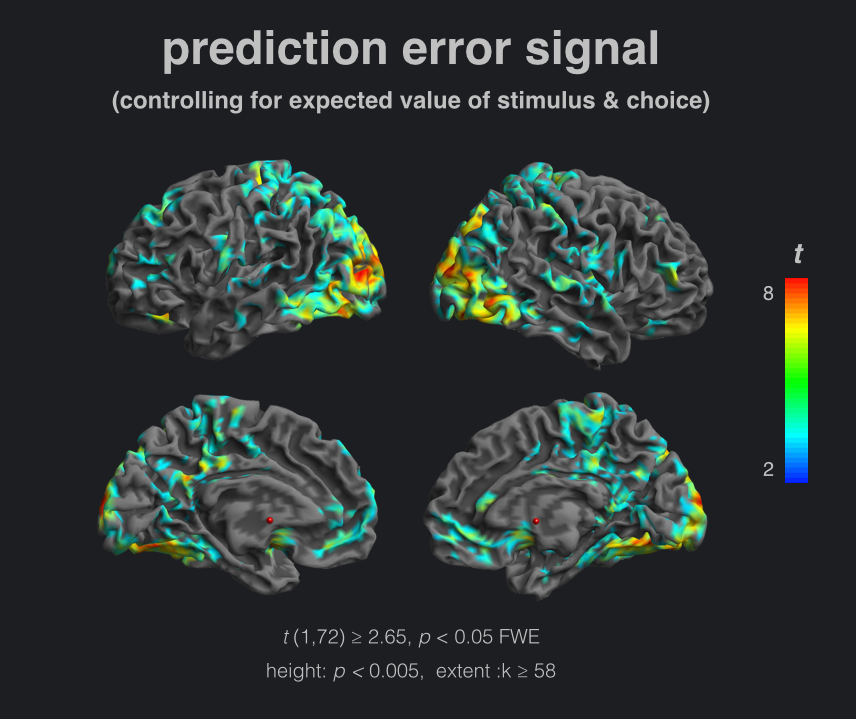 prediction error signal
(controlling for expected value of stimulus & choice)
t
8
2
t (1,72) ≥ 2.65, p < 0.05 FWE
height: p < 0.005,  extent :k ≥ 58